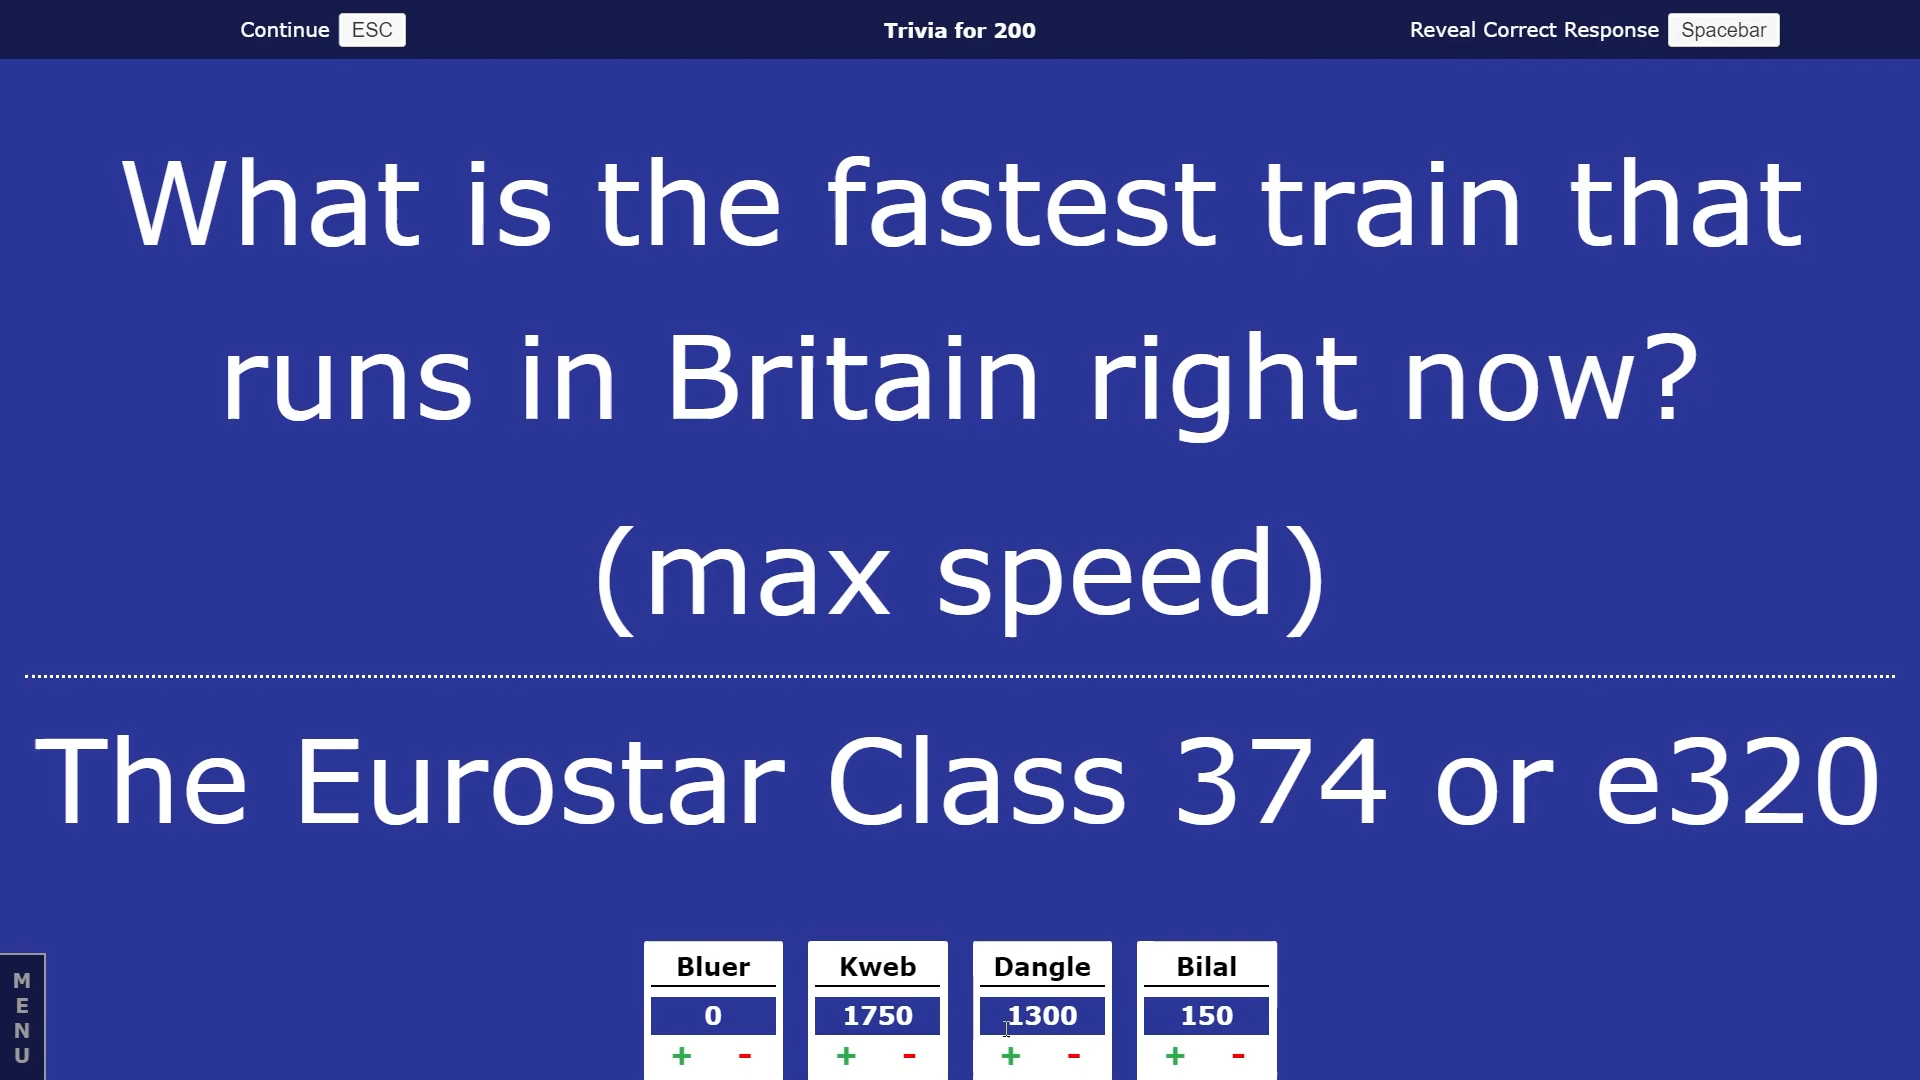 Continue ESC
Trivia for 200
Reveal Correct Response Spacebar
What is the fastest train that
runs in Britain right now?
(max speed)
The Eurostar Class 374 or e320
MENU
Bluer Kweb Dangle Bilal
0 1750 1300 150
+ - + - + - + -